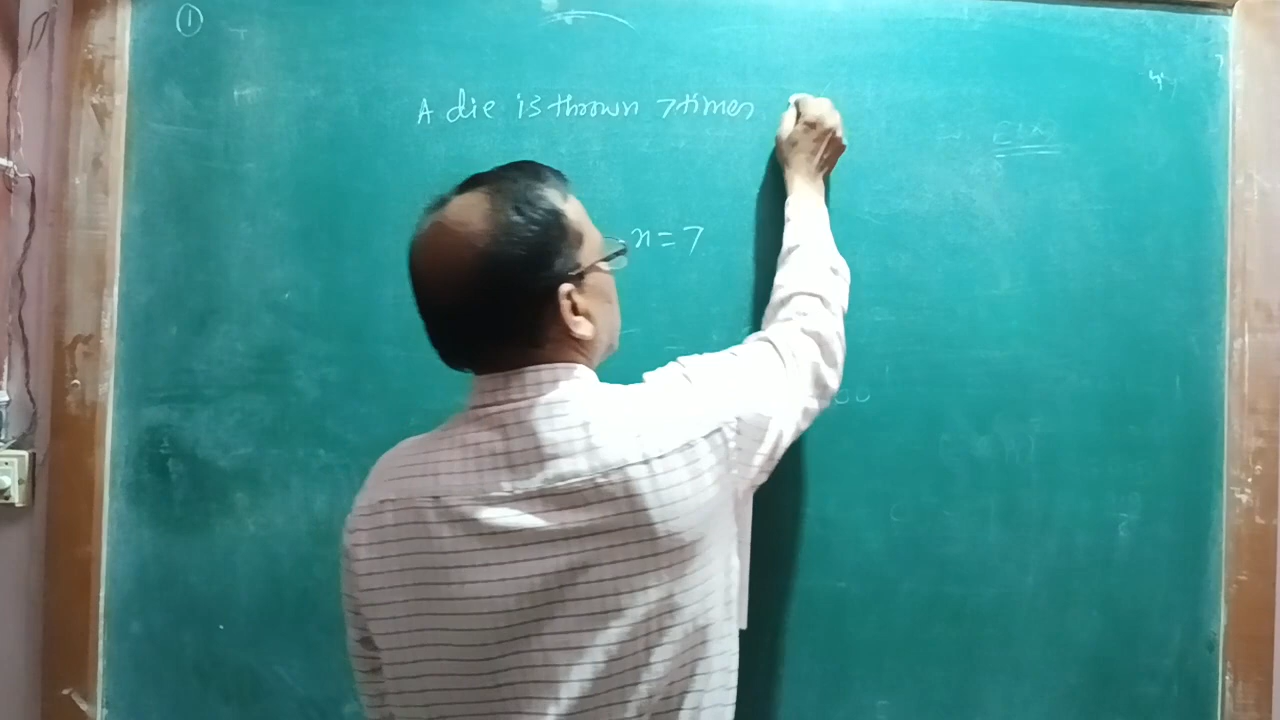 ①
A die is thrown 7 times
n = 7